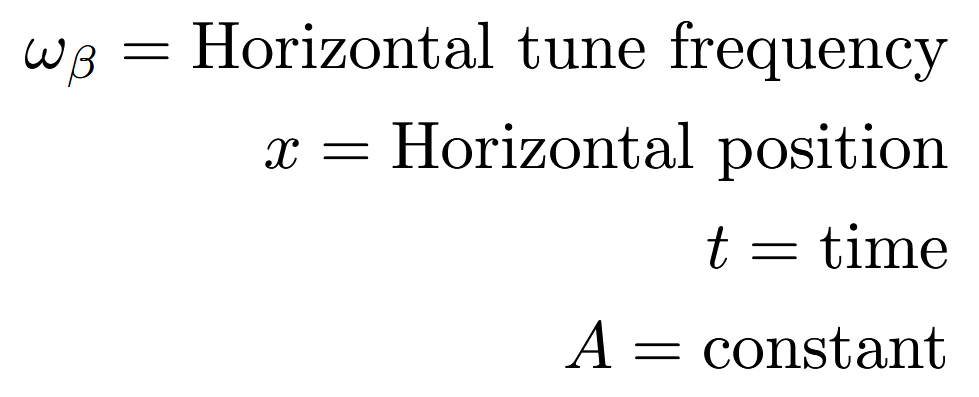 ω_β = Horizontal tune frequency
x = Horizontal position
t = time
A = constant